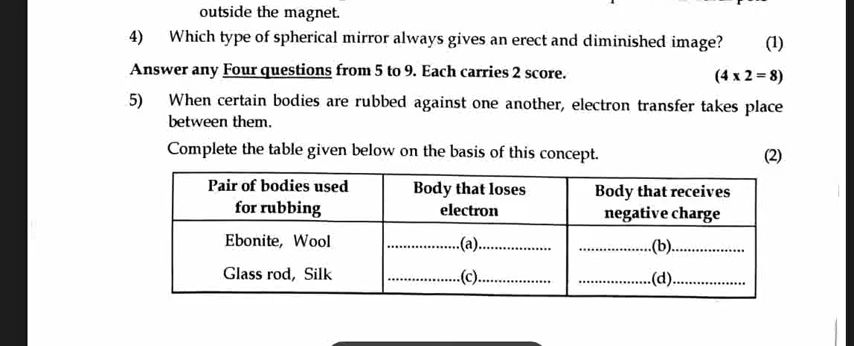 outside the magnet.
4) Which type of spherical mirror always gives an erect and diminished image? (1)
Answer any Four questions from 5 to 9. Each carries 2 score. (4 x 2 = 8)
5) When certain bodies are rubbed against one another, electron transfer takes place
between them.
Complete the table given below on the basis of this concept. (2)
Pair of bodies used for rubbing | Body that loses electron | Body that receives negative charge
Ebonite, Wool ..................(a).................. ..................(b)..................
Glass rod, Silk ..................(c).................. ..................(d)..................